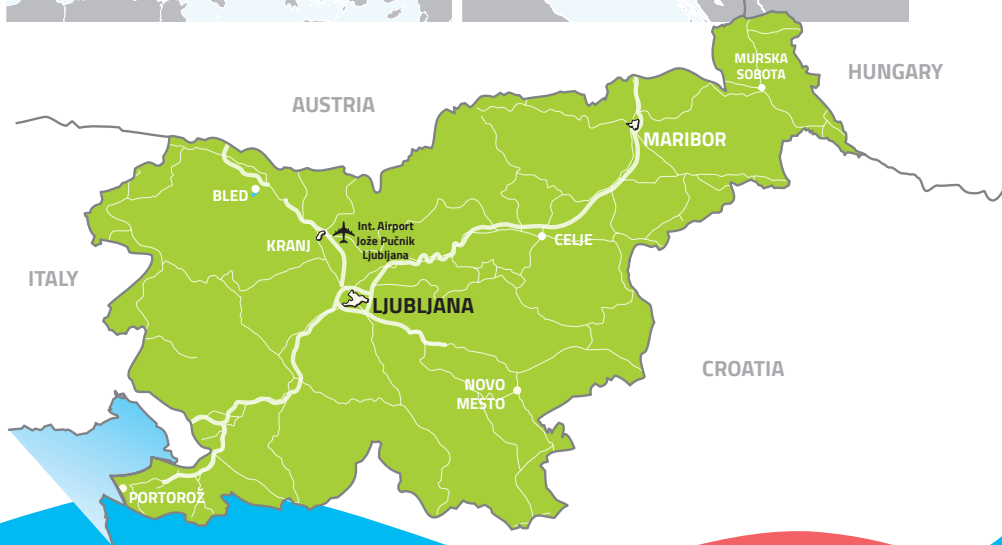 MURSKA
SOBOTA
HUNGARY
AUSTRIA
MARIBOR
BLED
Int. Airport
Jože Pučnik
Ljubljana
KRANJ
CELJE
ITALY
LJUBLJANA
CROATIA
NOVO
MESTO
PORTOROŽ